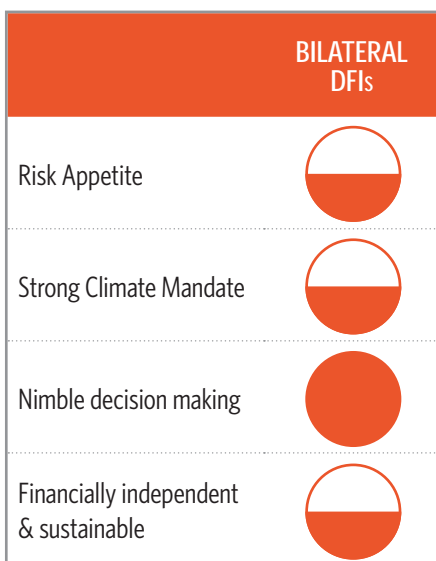 BILATERAL
DFIs
Risk Appetite
Strong Climate Mandate
Nimble decision making
Financially independent
& sustainable